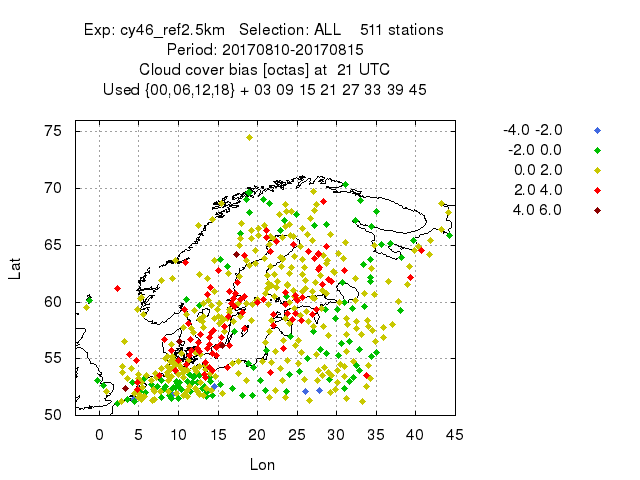 Exp: cy46_ref2.5km   Selection: ALL    511 stations
Period: 20170810-20170815
Cloud cover bias [octas] at  21 UTC
Used {00,06,12,18} + 03 09 15 21 27 33 39 45
-4.0 -2.0
-2.0 0.0
0.0 2.0
2.0 4.0
4.0 6.0
75
70
65
60
55
50
Lat
0 5 10 15 20 25 30 35 40 45
Lon